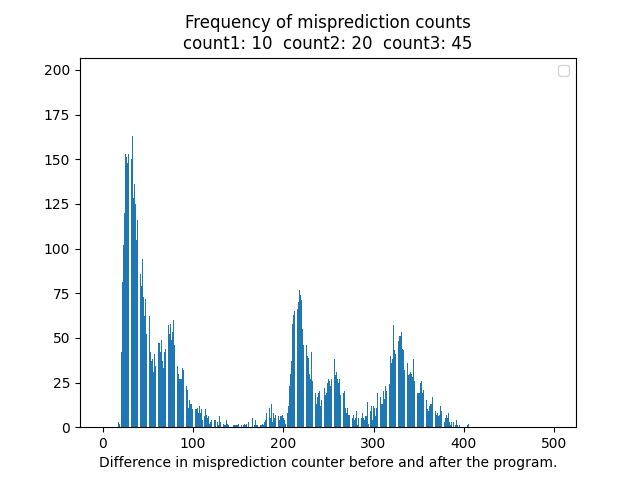 Frequency of misprediction counts
count1: 10 count2: 20 count3: 45
200
175
150
125
100
75
50
25
0
0 100 200 300 400 500
Difference in misprediction counter before and after the program.